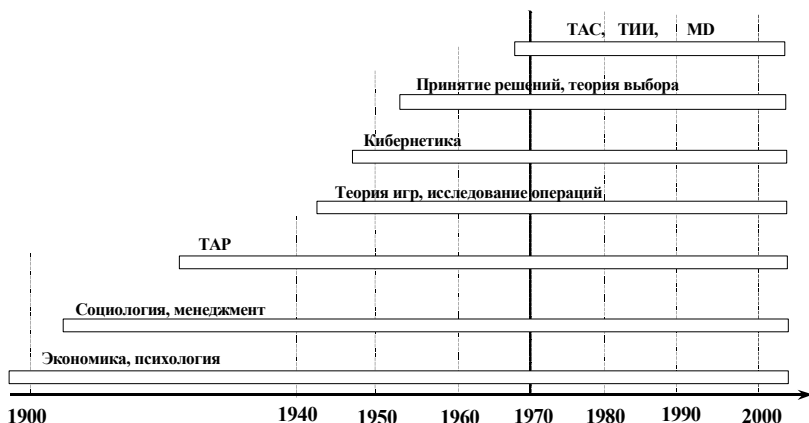 ТАС, ТИИ, MD
Принятие решений, теория выбора
Кибернетика
Теория игр, исследование операций
ТАР
Социология, менеджмент
Экономика, психология
1900 1940 1950 1960 1970 1980 1990 2000